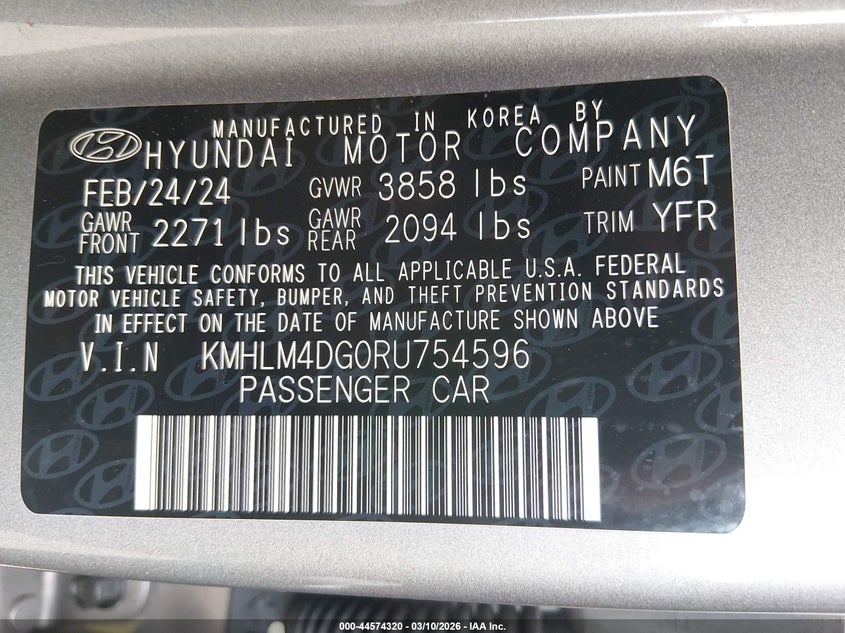 MANUFACTURED IN KOREA BY
HYUNDAI MOTOR COMPANY
FEB/24/24 GVWR 3858 lbs PAINT M6T
GAWR FRONT 2271 lbs GAWR REAR 2094 lbs TRIM YFR
THIS VEHICLE CONFORMS TO ALL APPLICABLE U.S.A. FEDERAL
MOTOR VEHICLE SAFETY, BUMPER, AND THEFT PREVENTION STANDARDS
IN EFFECT ON THE DATE OF MANUFACTURE SHOWN ABOVE
V.I.N KMHLM4DG0RU754596
PASSENGER CAR
000-44574320 — 03/10/2026 — IAA Inc.